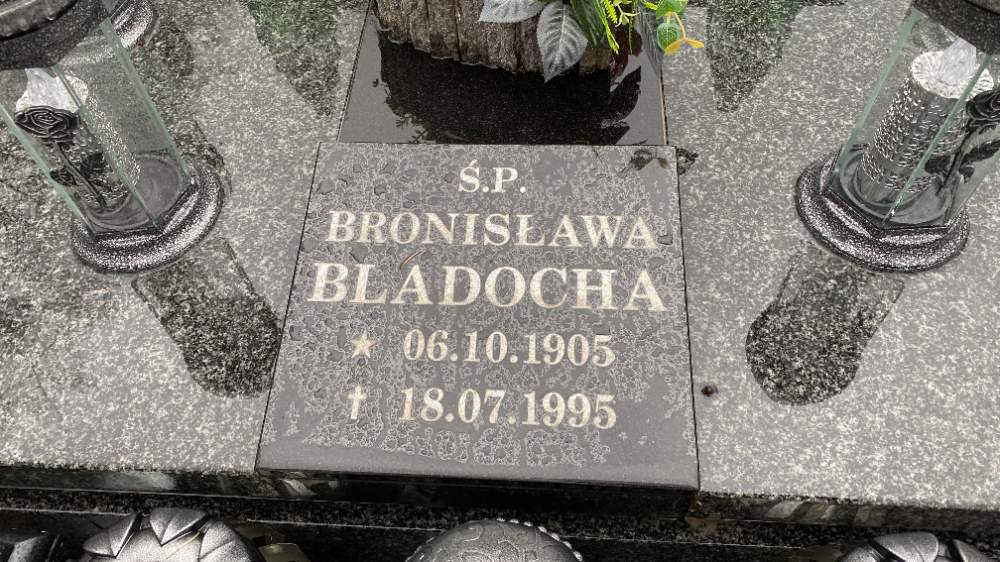 Ś.P.
BRONISŁAWA
BLADOCHA
★ 06.10.1905
✝ 18.07.1995